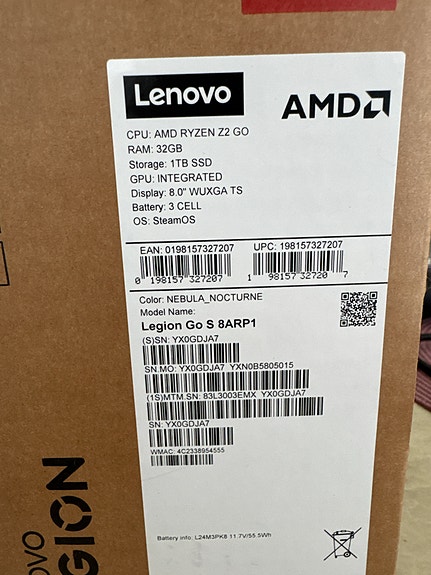 Lenovo
AMD
CPU: AMD RYZEN Z2 GO
RAM: 32GB
Storage: 1TB SSD
GPU: INTEGRATED
Display: 8.0" WUXGA TS
Battery: 3 CELL
OS: SteamOS
EAN: 0198157327207 UPC: 198157327207
0 198157 327207 1 98157 32720 7
Color: NEBULA_NOCTURNE
Model Name:
Legion Go S 8ARP1
(S)SN: YX0GDJA7
SN.MO: YX0GDJA7 YXN0B5805015
(1S)MTM.SN: 83L3003EMX YX0GDJA7
SN: YX0GDJA7
WMAC: 4C2338954555
Battery info: L24M3PK8 11.7V/55.5Wh
OVO
GION